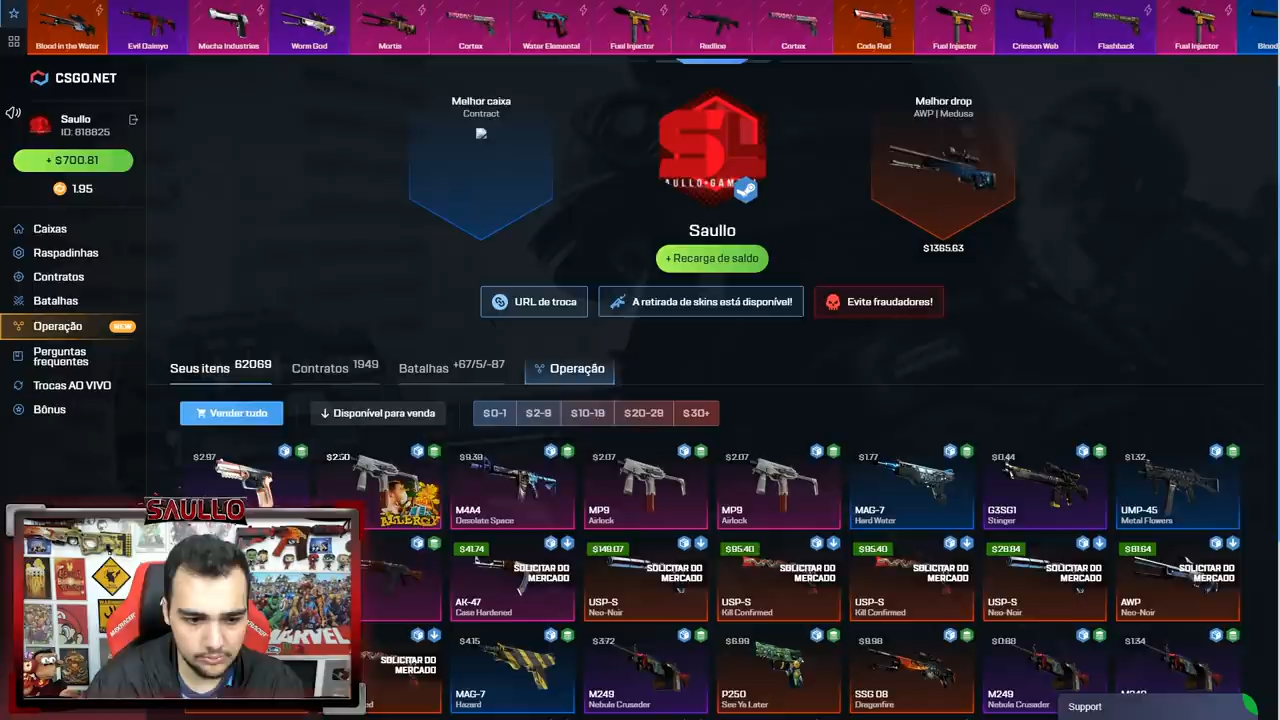 Blood in the Water
Evil Daimyo
Mecha Industries
Worm God
Mortis
Cortex
Water Elemental
Fuel Injector
Redline
Cortex
Code Red
Fuel Injector
Crimson Web
Flashback
Fuel Injector
Blood
CSGO.NET
Saullo
ID: 818825
+ $700.81
1.95
Caixas
Raspadinhas
Contratos
Batalhas
Operação NEW
Perguntas
frequentes
Trocas AO VIVO
Bônus
Melhor caixa
Contract
SL
AULLO-GAM
Saullo
+ Recarga de saldo
Melhor drop
AWP | Medusa
$1365.63
URL de troca
A retirada de skins está disponível!
Evite fraudadores!
Seus itens 62069
Contratos 1949
Batalhas +67/5/-87
Operação
Vender tudo
Disponível para venda
$0-1
$2-9
$10-19
$20-29
$30+
$2.97
$2.50
$9.39
M4A4
Desolate Space
$2.07
MP9
Airlock
$2.07
MP9
Airlock
$1.77
MAG-7
Hard Water
$0.44
G3SG1
Stinger
$1.32
UMP-45
Metal Flowers
$41.74
SOLICITAR DO
MERCADO
AK-47
Case Hardened
$149.07
SOLICITAR DO
MERCADO
USP-S
Neo-Noir
$95.40
SOLICITAR DO
MERCADO
USP-S
Kill Confirmed
$95.40
SOLICITAR DO
MERCADO
USP-S
Kill Confirmed
$28.84
SOLICITAR DO
MERCADO
USP-S
Neo-Noir
$81.64
SOLICITAR DO
MERCADO
AWP
Neo-Noir
SOLICITAR DO
MERCADO
$4.15
MAG-7
Hazard
$3.72
M249
Nebula Crusader
$6.99
P250
See Ya Later
$9.98
SSG 08
Dragonfire
$0.88
M249
Nebula Crusader
$1.34
M249
Support
SAULLO
MARVEL